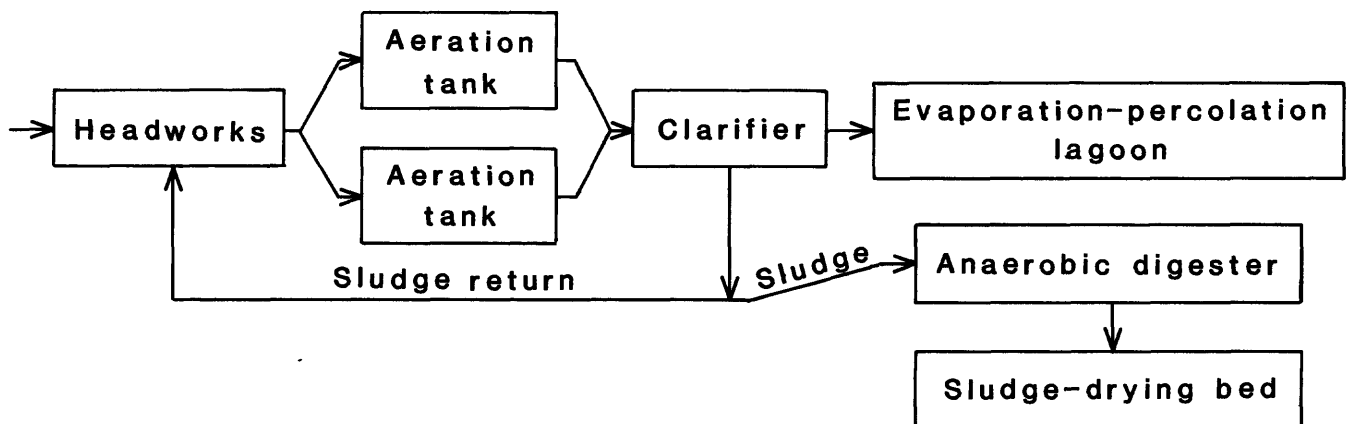 Headworks
Aeration
tank
Aeration
tank
Clarifier
Evaporation-percolation
lagoon
Sludge return
Sludge
Anaerobic digester
Sludge-drying bed